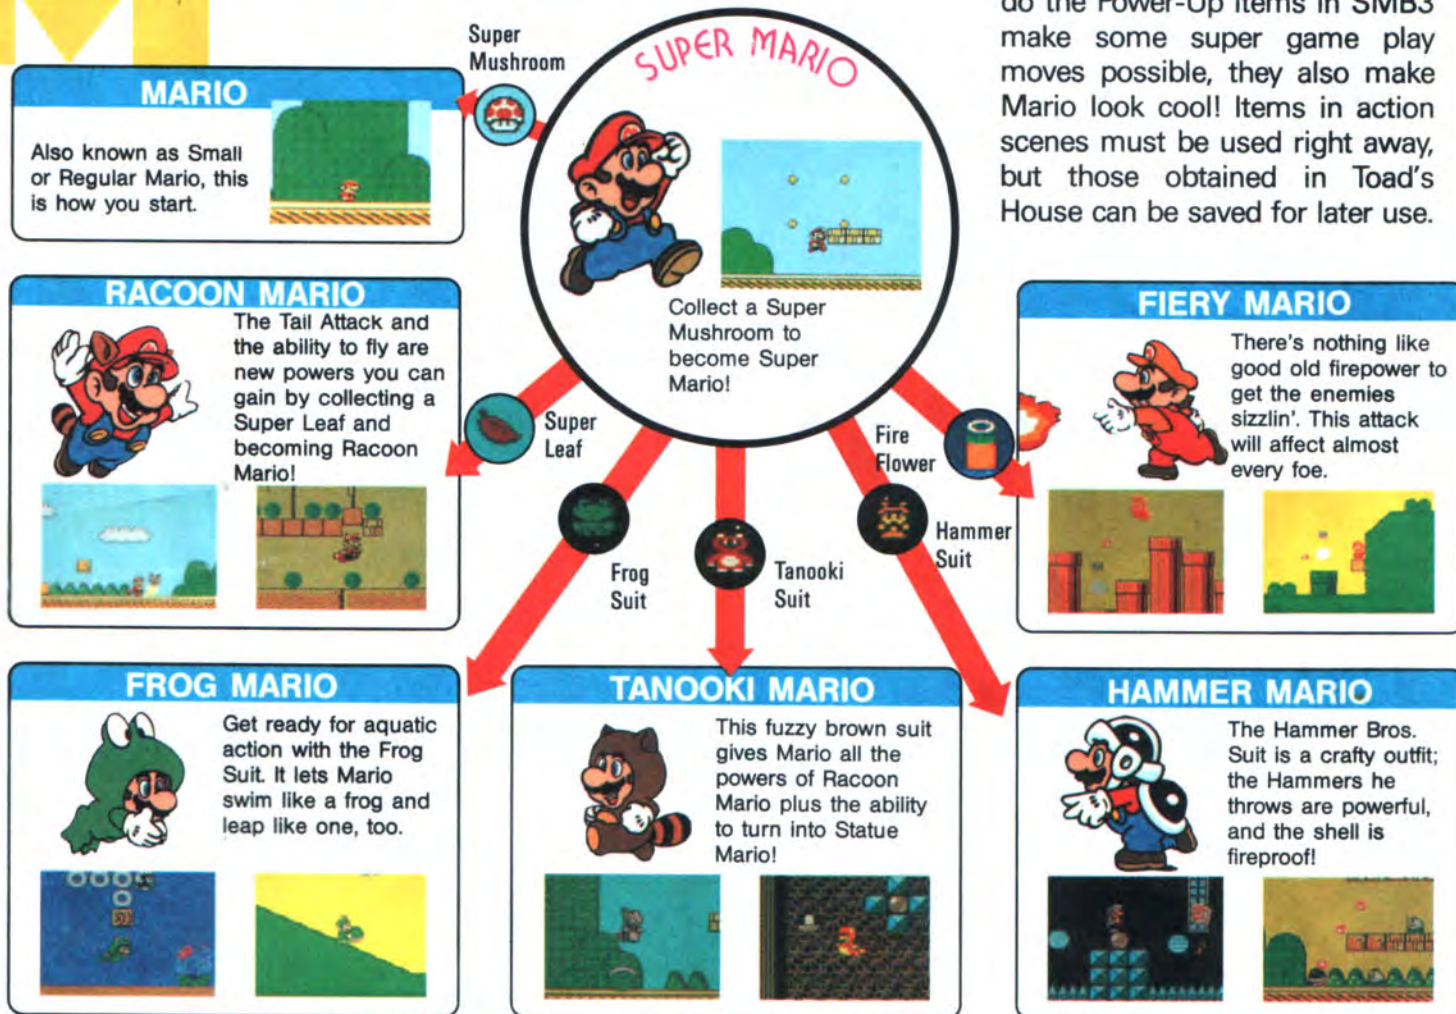 Super
Mushroom
SUPER MARIO
do the Power-Up items in SMB3
make some super game play
moves possible, they also make
Mario look cool! Items in action
scenes must be used right away,
but those obtained in Toad's
House can be saved for later use.
MARIO
Also known as Small
or Regular Mario, this
is how you start.
Collect a Super
Mushroom to
become Super
Mario!
RACOON MARIO
The Tail Attack and
the ability to fly are
new powers you can
gain by collecting a
Super Leaf and
becoming Racoon
Mario!
Super
Leaf
Frog
Suit
Tanooki
Suit
Hammer
Suit
Fire
Flower
FIERY MARIO
There's nothing like
good old firepower to
get the enemies
sizzlin'. This attack
will affect almost
every foe.
FROG MARIO
Get ready for aquatic
action with the Frog
Suit. It lets Mario
swim like a frog and
leap like one, too.
TANOOKI MARIO
This fuzzy brown suit
gives Mario all the
powers of Racoon
Mario plus the ability
to turn into Statue
Mario!
HAMMER MARIO
The Hammer Bros.
Suit is a crafty outfit;
the Hammers he
throws are powerful,
and the shell is
fireproof!